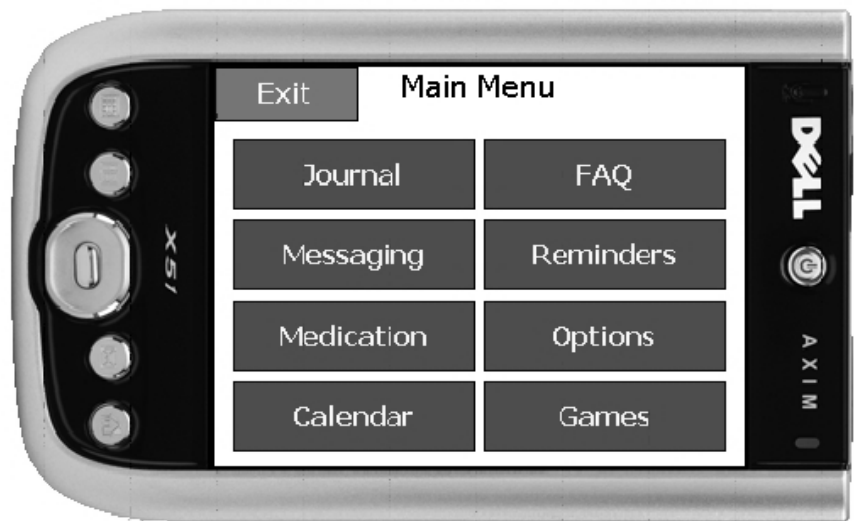 Exit
Main Menu
Journal
FAQ
Messaging
Reminders
Medication
Options
Calendar
Games
X51
DELL
AXIM